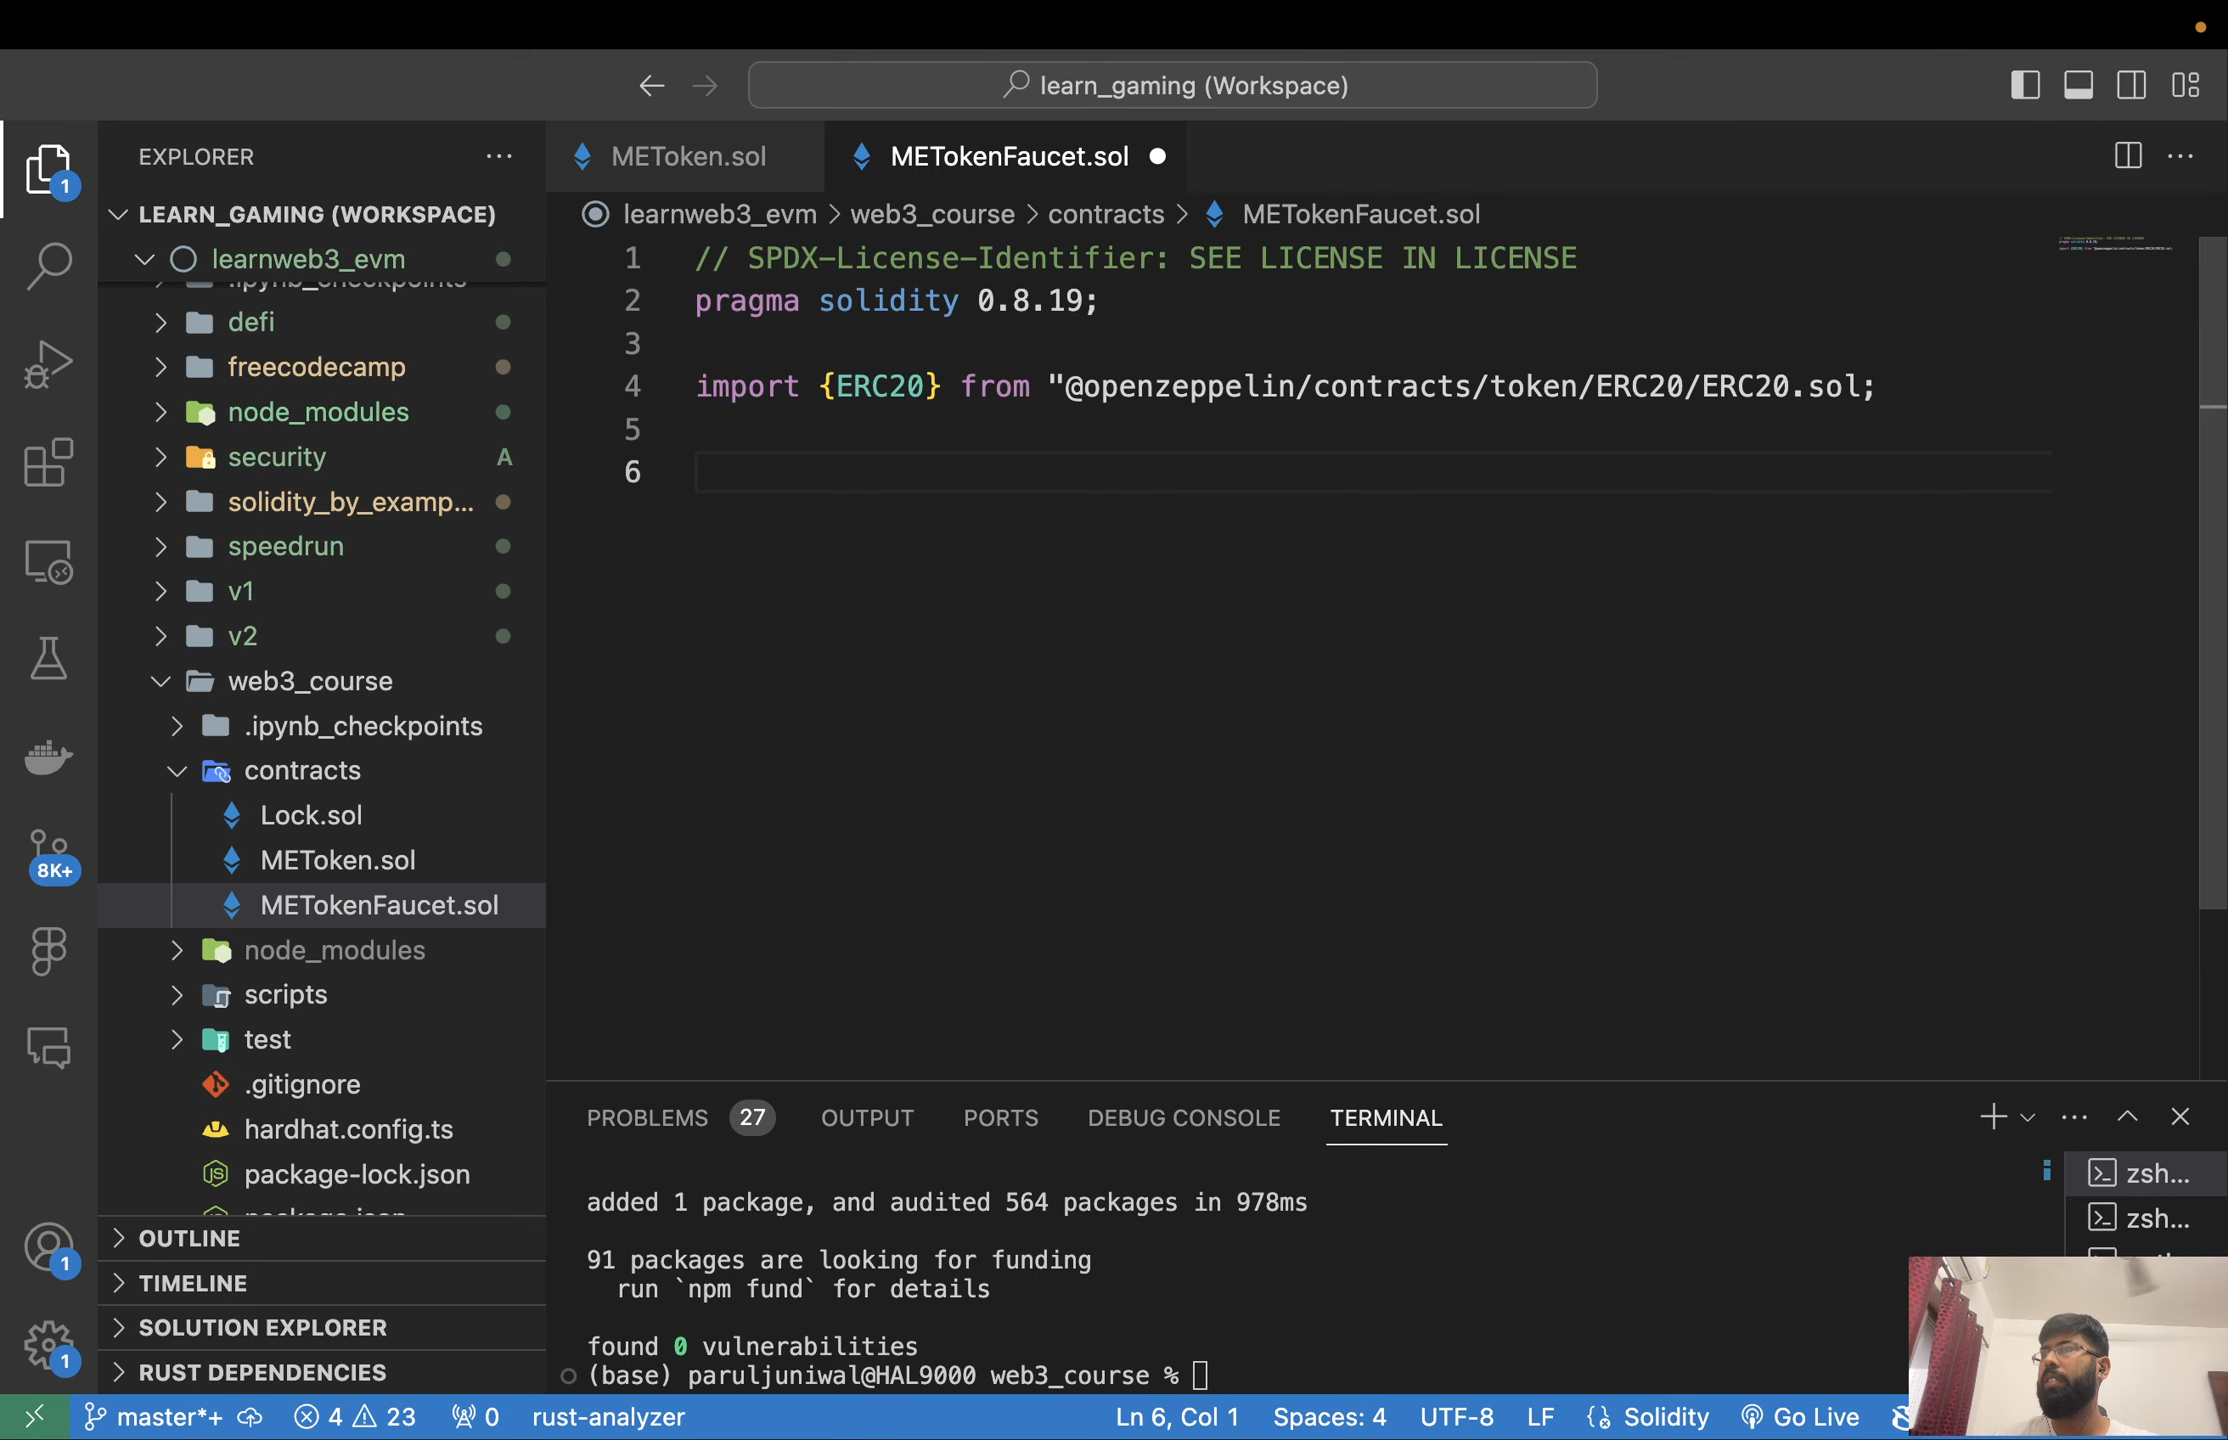 learn_gaming (Workspace)
EXPLORER
METoken.sol
METokenFaucet.sol
1
LEARN_GAMING (WORKSPACE)
learnweb3_evm > web3_course > contracts > METokenFaucet.sol
learnweb3_evm
.ipynb_checkpoints
defi
freecodecamp
node_modules
security A
solidity_by_examp...
speedrun
v1
v2
web3_course
.ipynb_checkpoints
contracts
Lock.sol
METoken.sol
METokenFaucet.sol
node_modules
scripts
test
.gitignore
hardhat.config.ts
package-lock.json
package.json
OUTLINE
TIMELINE
SOLUTION EXPLORER
RUST DEPENDENCIES
8K+
1
1
1 // SPDX-License-Identifier: SEE LICENSE IN LICENSE
2 pragma solidity 0.8.19;
3
4 import {ERC20} from "@openzeppelin/contracts/token/ERC20/ERC20.sol;
5
6
PROBLEMS 27 OUTPUT PORTS DEBUG CONSOLE TERMINAL
added 1 package, and audited 564 packages in 978ms
91 packages are looking for funding
run `npm fund` for details
found 0 vulnerabilities
(base) paruljuniwal@HAL9000 web3_course %
zsh...
zsh...
master*+ 4 23 0 rust-analyzer Ln 6, Col 1 Spaces: 4 UTF-8 LF Solidity Go Live